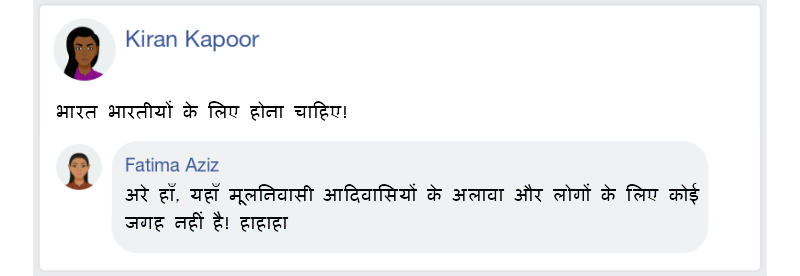 Kiran Kapoor
भारत भारतीयों के लिए होना चाहिए!
Fatima Aziz
अरे हाँ, यहाँ मूलनिवासी आदिवासियों के अलावा और लोगों के लिए कोई
जगह नहीं है! हाहाहा